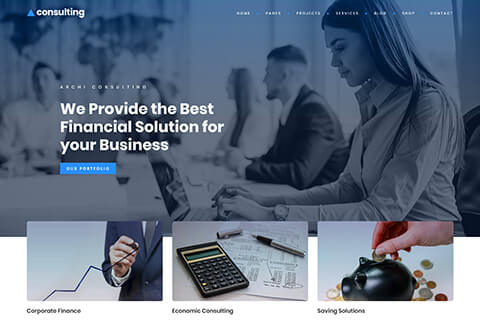 consulting
HOME PAGES PROJECTS SERVICES BLOG SHOP CONTACT
ARCHI CONSULTING
We Provide the Best
Financial Solution for
your Business
OUR PORTFOLIO
Corporate Finance
Economic Consulting
Saving Solutions